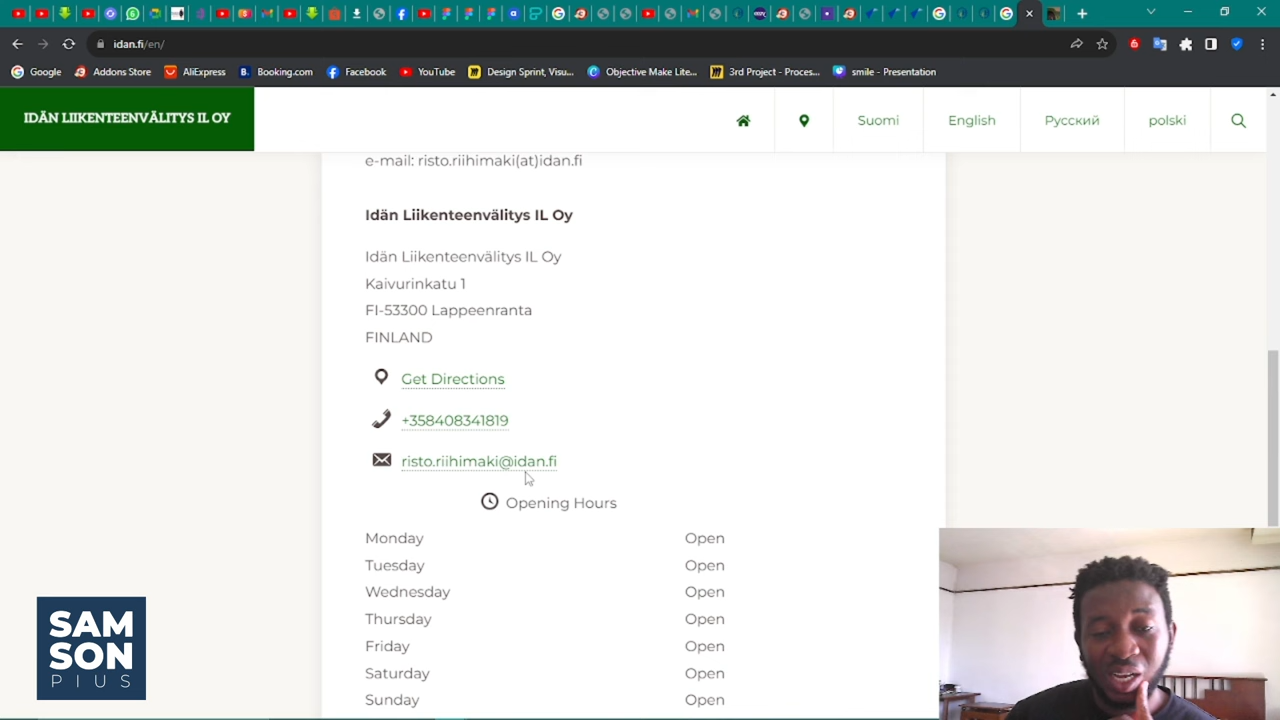 idan.fi/en/
Google Addons Store AliExpress Booking.com Facebook YouTube Design Sprint, Visu... Objective Make Lite... 3rd Project - Proces... smile - Presentation
IDÄN LIIKENTEENVÄLITYS IL OY Suomi English Русский polski
e-mail: risto.riihimaki(at)idan.fi
Idän Liikenteenvälitys IL Oy
Idän Liikenteenvälitys IL Oy
Kaivurinkatu 1
FI-53300 Lappeenranta
FINLAND
Get Directions
+358408341819
risto.riihimaki@idan.fi
Opening Hours
Monday Open
Tuesday Open
Wednesday Open
Thursday Open
Friday Open
Saturday Open
Sunday Open
SAM
SON
PIUS